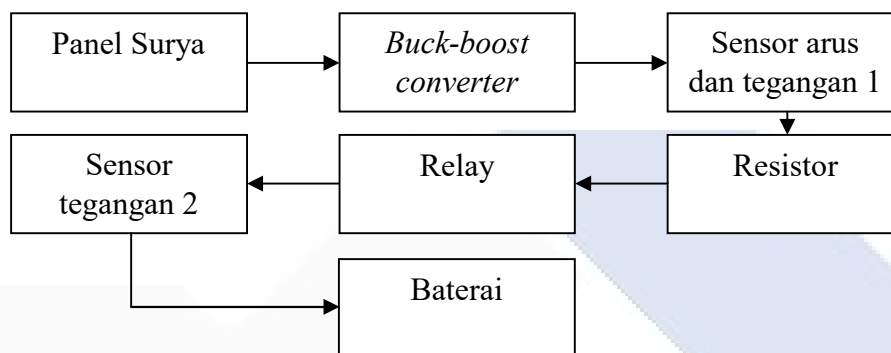 Panel Surya
Buck-boost
converter
Sensor arus
dan tegangan 1
Sensor
tegangan 2
Relay
Resistor
Baterai